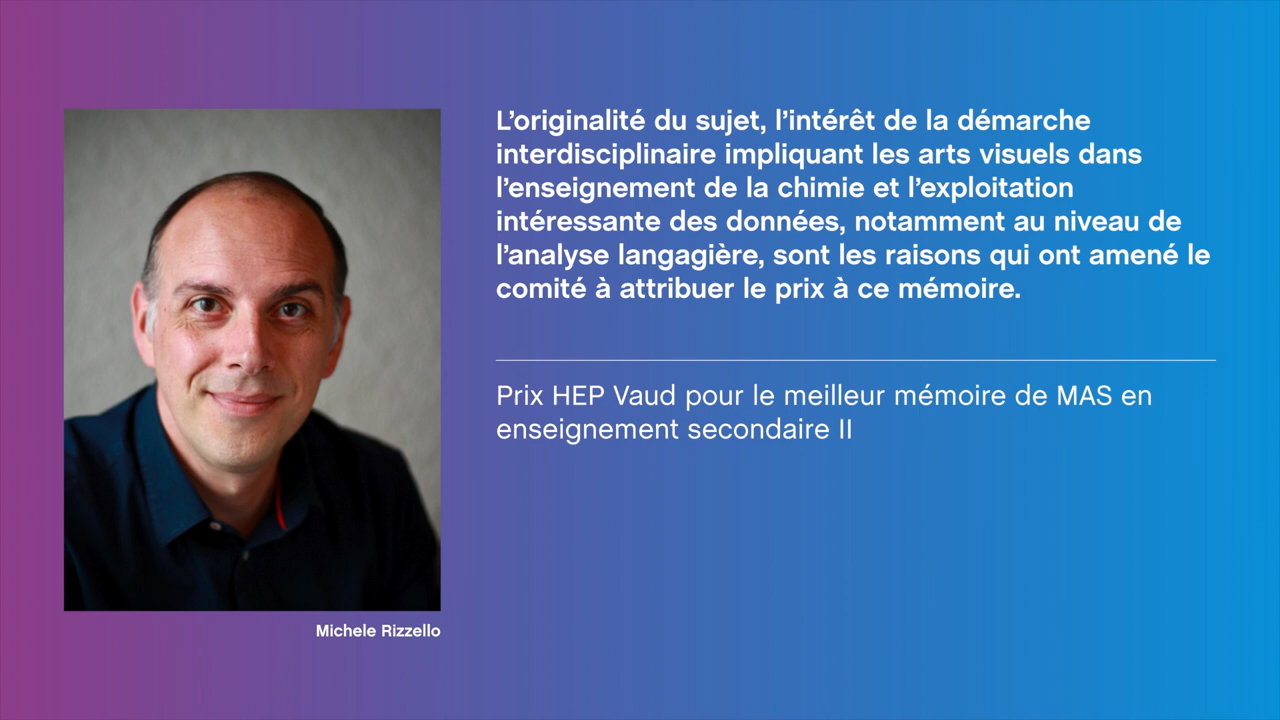 L’originalité du sujet, l’intérêt de la démarche
interdisciplinaire impliquant les arts visuels dans
l’enseignement de la chimie et l’exploitation
intéressante des données, notamment au niveau de
l’analyse langagière, sont les raisons qui ont amené le
comité à attribuer le prix à ce mémoire.
Prix HEP Vaud pour le meilleur mémoire de MAS en
enseignement secondaire II
Michele Rizzello